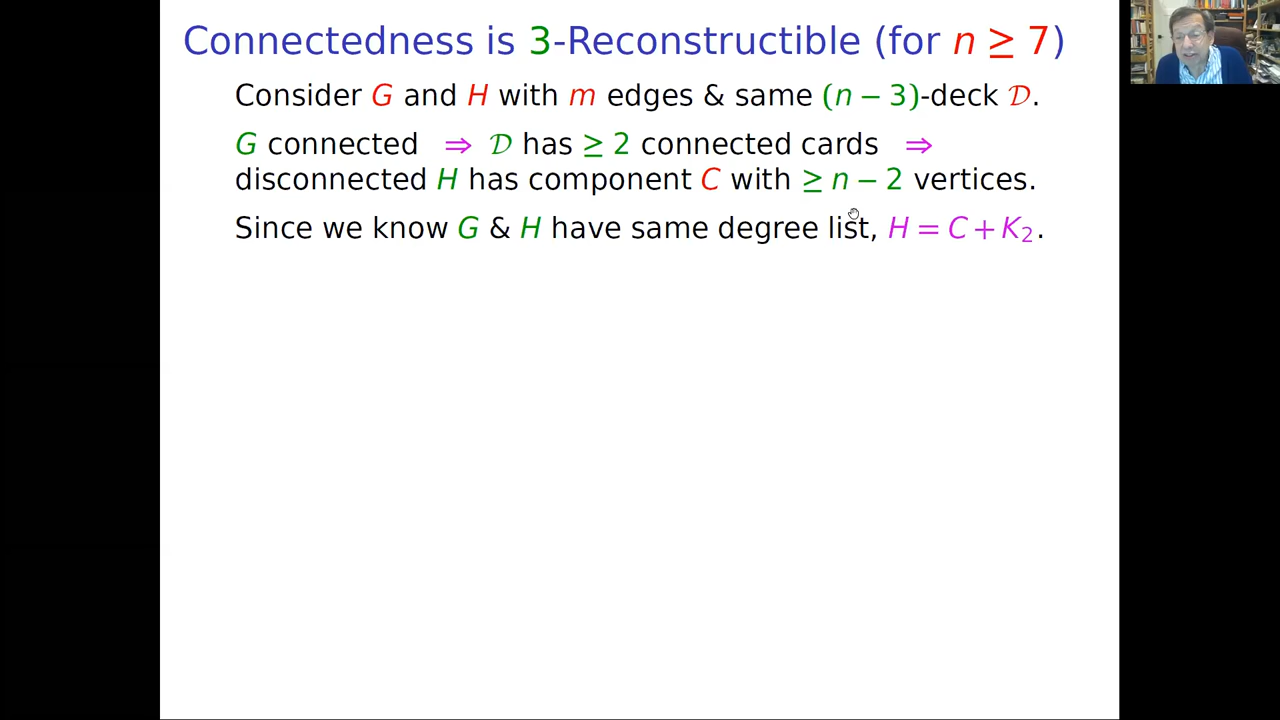 Connectedness is 3-Reconstructible (for n ≥ 7)
Consider G and H with m edges & same (n − 3)-deck 𝒟.
G connected ⇒ 𝒟 has ≥ 2 connected cards ⇒
disconnected H has component C with ≥ n − 2 vertices.
Since we know G & H have same degree list, H = C + K₂.